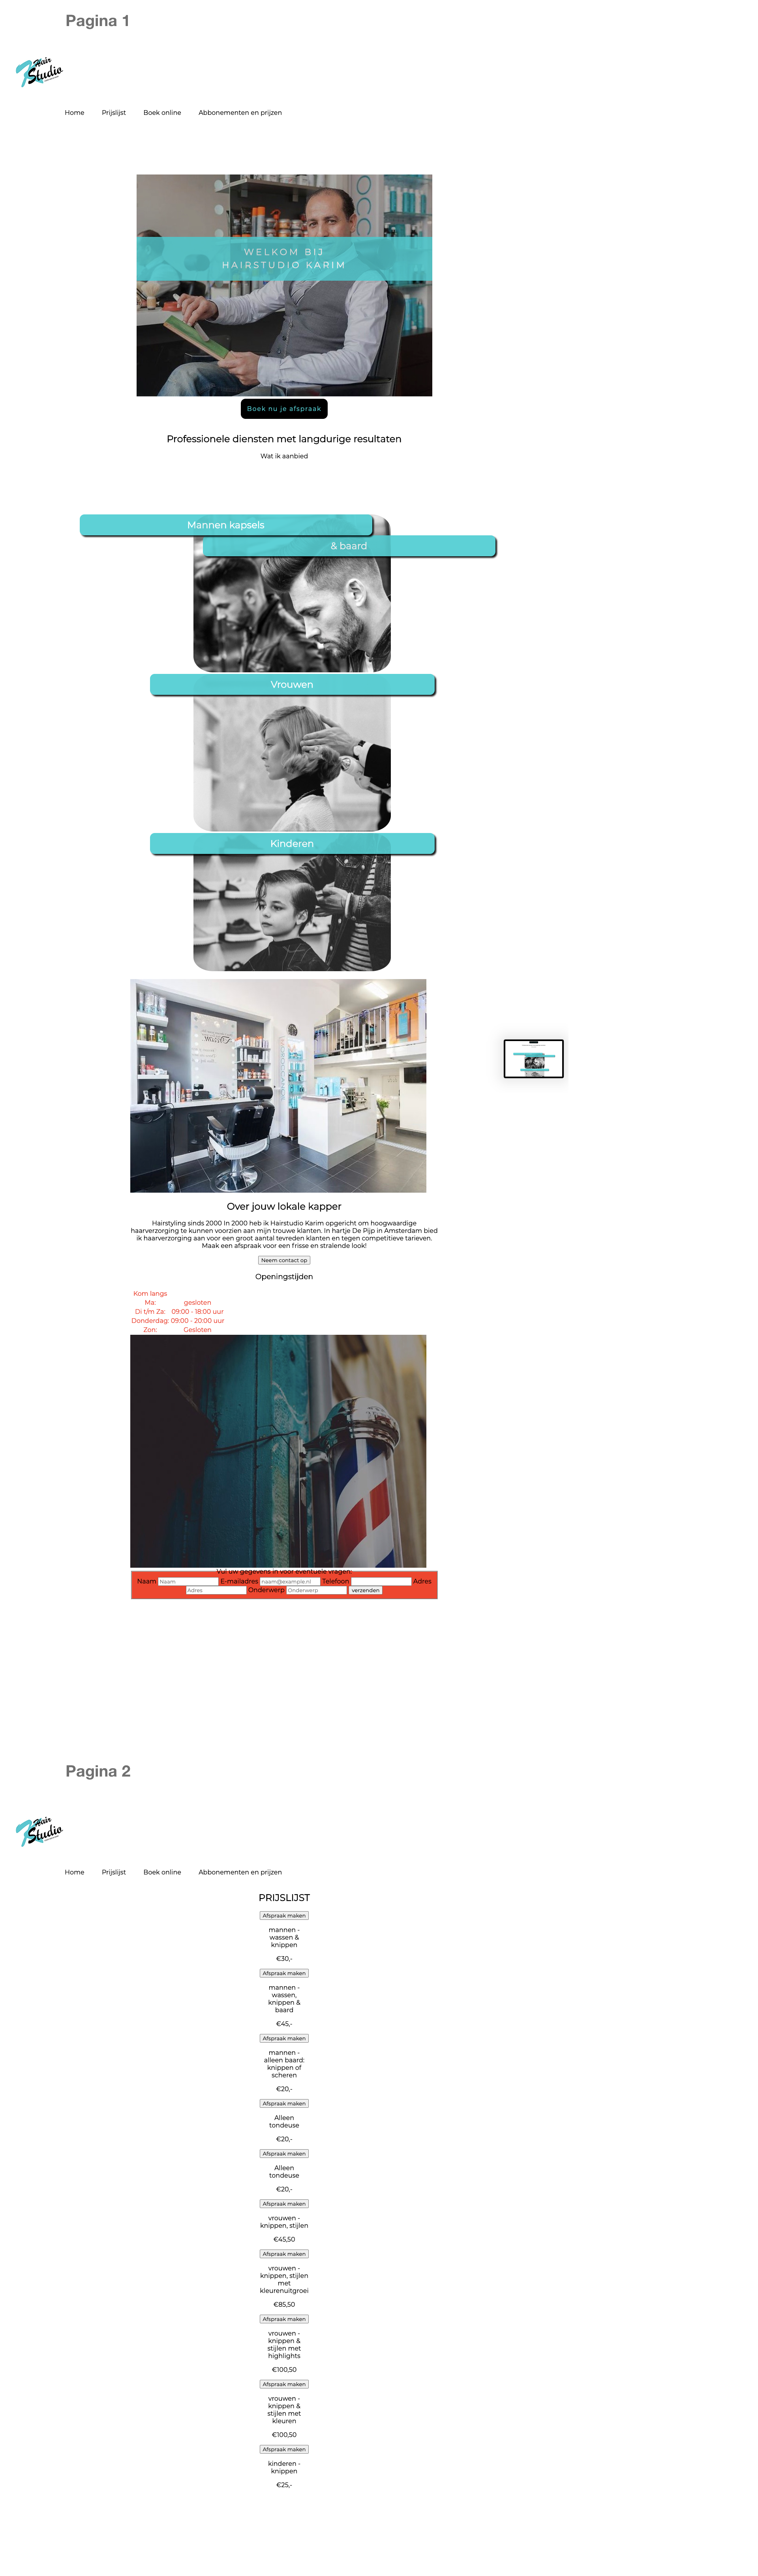 Pagina 1
Hair
Studio
Home Prijslijst Boek online Abbonementen en prijzen
WELKOM BIJ
HAIRSTUDIO KARIM
Boek nu je afspraak
Professionele diensten met langdurige resultaten
Wat ik aanbied
Mannen kapsels
& baard
Vrouwen
Kinderen
Over jouw lokale kapper
Hairstyling sinds 2000 In 2000 heb ik Hairstudio Karim opgericht om hoogwaardige
haarverzorging te kunnen voorzien aan mijn trouwe klanten. In hartje De Pijp in Amsterdam bied
ik haarverzorging aan voor een groot aantal tevreden klanten en tegen competitieve tarieven.
Maak een afspraak voor een frisse en stralende look!
Neem contact op
Openingstijden
Kom langs
Ma: gesloten
Di t/m Za: 09:00 - 18:00 uur
Donderdag: 09:00 - 20:00 uur
Zon: Gesloten
Vul uw gegevens in voor eventuele vragen:
Naam Naam E-mailadres naam@example.nl Telefoon Adres
Adres Onderwerp Onderwerp verzenden
Pagina 2
Hair
Studio
Home Prijslijst Boek online Abbonementen en prijzen
PRIJSLIJST
Afspraak maken
mannen -
wassen &
knippen
€30,-
Afspraak maken
mannen -
wassen,
knippen &
baard
€45,-
Afspraak maken
mannen -
alleen baard:
knippen of
scheren
€20,-
Afspraak maken
Alleen
tondeuse
€20,-
Afspraak maken
Alleen
tondeuse
€20,-
Afspraak maken
vrouwen -
knippen, stijlen
€45,50
Afspraak maken
vrouwen -
knippen, stijlen
met
kleurenuitgroei
€85,50
Afspraak maken
vrouwen -
knippen &
stijlen met
highlights
€100,50
Afspraak maken
vrouwen -
knippen &
stijlen met
kleuren
€100,50
Afspraak maken
kinderen -
knippen
€25,-